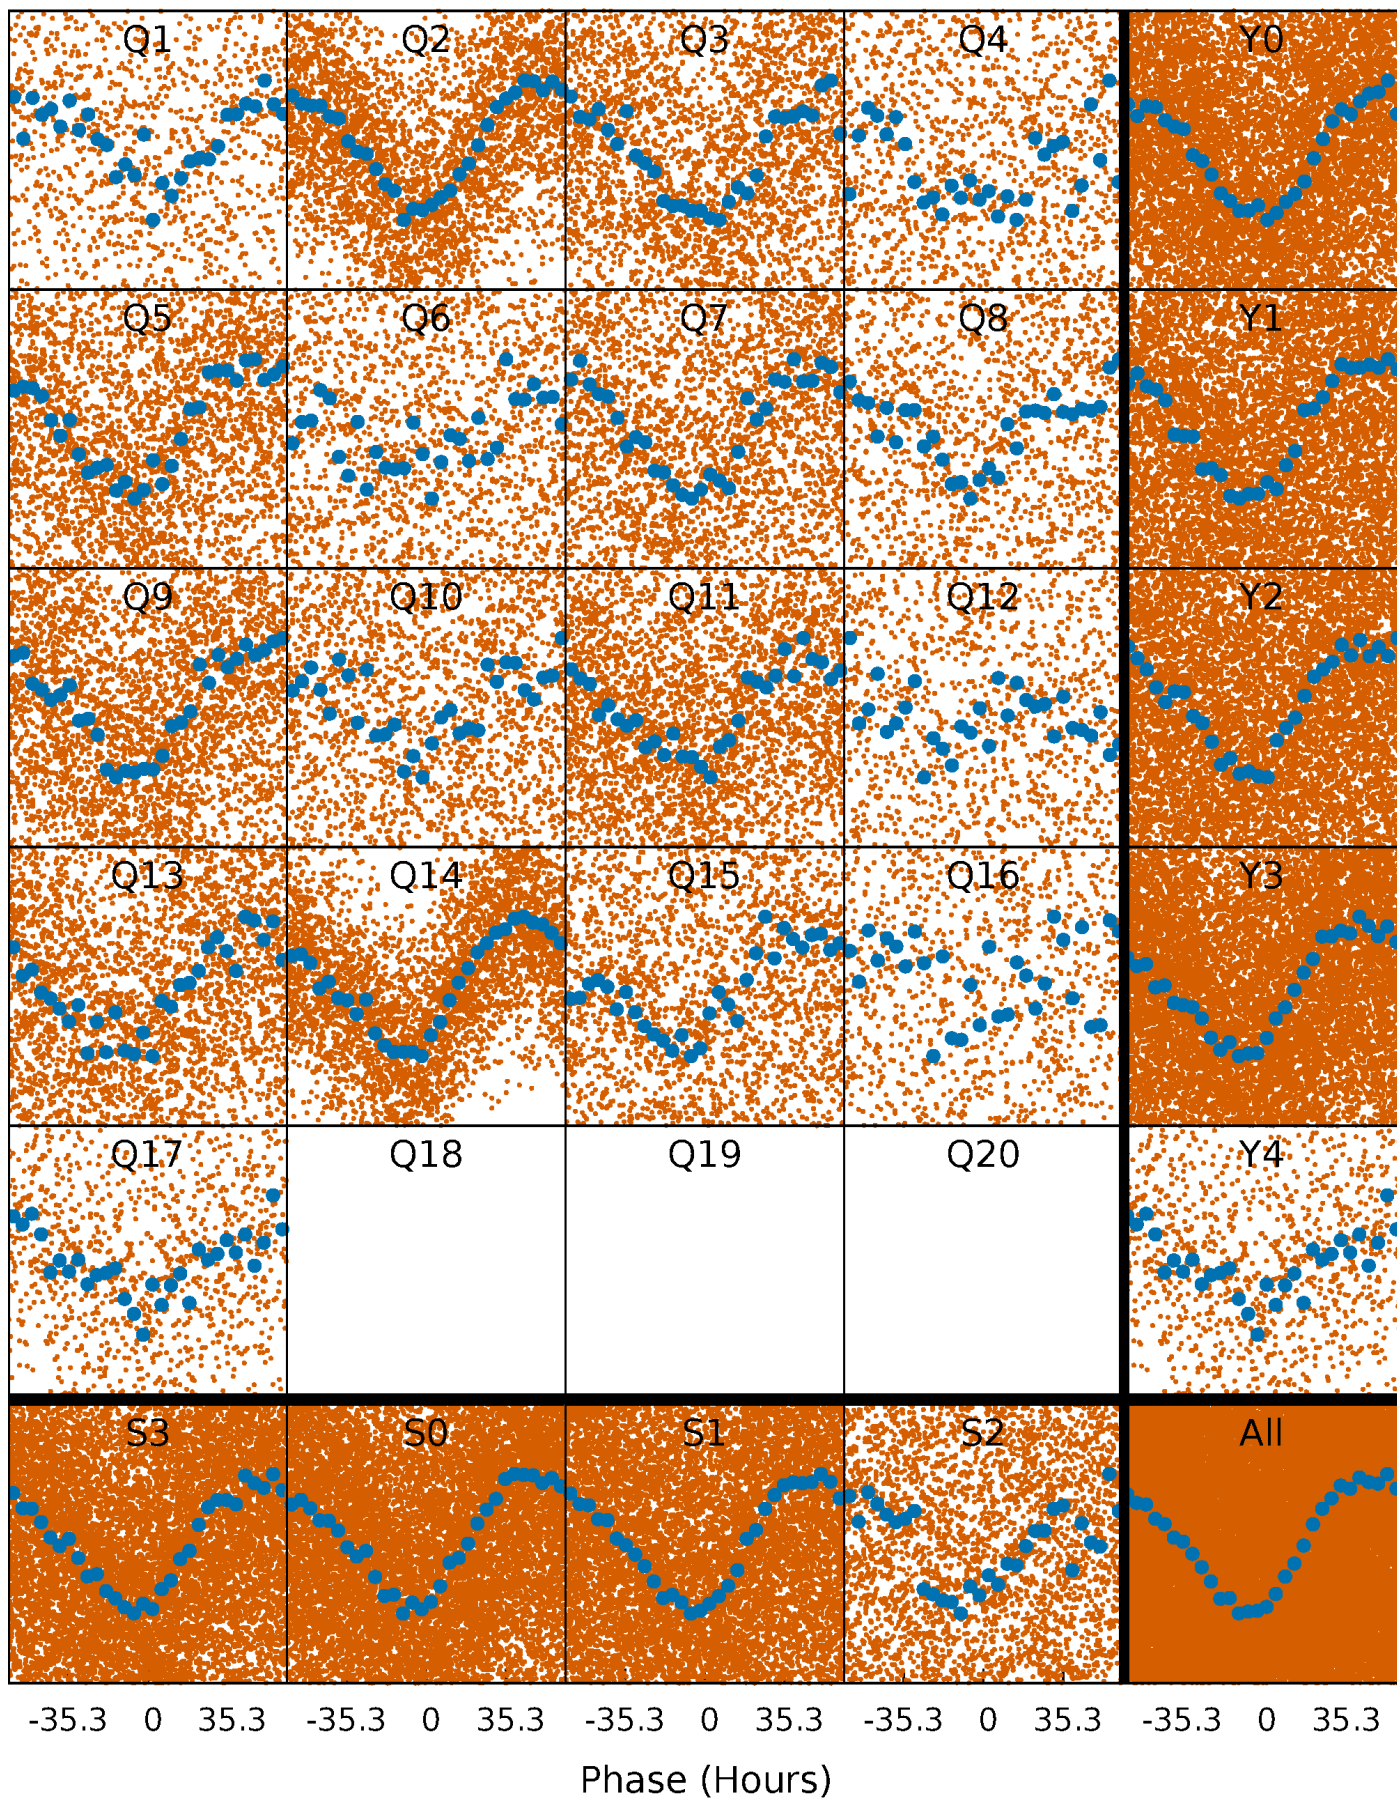 Q1 Q2 Q3 Q4 Y0
Q5 Q6 Q7 Q8 Y1
Q9 Q10 Q11 Q12 Y2
Q13 Q14 Q15 Q16 Y3
Q17 Q18 Q19 Q20 Y4
S3 S0 S1 S2 All
-35.3 0 35.3 -35.3 0 35.3 -35.3 0 35.3 -35.3 0 35.3 -35.3 0 35.3
Phase (Hours)